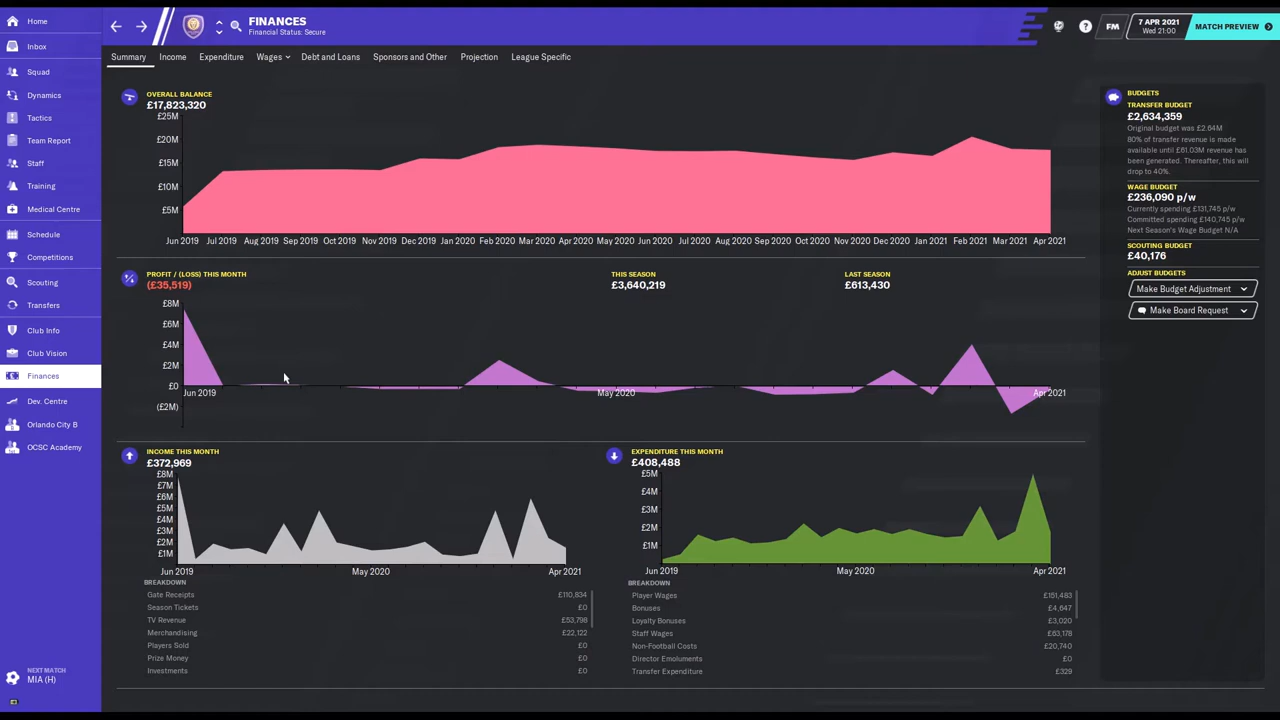 Home
Inbox
Squad
Dynamics
Tactics
Team Report
Staff
Training
Medical Centre
Schedule
Competitions
Scouting
Transfers
Club Info
Club Vision
Finances
Dev. Centre
Orlando City B
OCSC Academy
NEXT MATCH
MIA (H)
FINANCES
Financial Status: Secure
?
FM
7 APR 2021
Wed 21:00
MATCH PREVIEW
Summary
Income
Expenditure
Wages
Debt and Loans
Sponsors and Other
Projection
League Specific
OVERALL BALANCE
£17,823,320
£25M
£20M
£15M
£10M
£5M
Jun 2019 Jul 2019 Aug 2019 Sep 2019 Oct 2019 Nov 2019 Dec 2019 Jan 2020 Feb 2020 Mar 2020 Apr 2020 May 2020 Jun 2020 Jul 2020 Aug 2020 Sep 2020 Oct 2020 Nov 2020 Dec 2020 Jan 2021 Feb 2021 Mar 2021 Apr 2021
PROFIT / (LOSS) THIS MONTH
(£35,519)
THIS SEASON
£3,640,219
LAST SEASON
£613,430
£8M
£6M
£4M
£2M
£0
(£2M)
Jun 2019 May 2020 Apr 2021
INCOME THIS MONTH
£372,969
£8M
£7M
£6M
£5M
£4M
£3M
£2M
£1M
Jun 2019 May 2020 Apr 2021
BREAKDOWN
Gate Receipts £110,834
Season Tickets £0
TV Revenue £53,798
Merchandising £22,122
Players Sold £0
Prize Money £0
Investments £0
EXPENDITURE THIS MONTH
£408,488
£5M
£4M
£3M
£2M
£1M
Jun 2019 May 2020 Apr 2021
BREAKDOWN
Player Wages £151,483
Bonuses £4,647
Loyalty Bonuses £3,020
Staff Wages £63,178
Non-Football Costs £20,740
Director Emoluments £0
Transfer Expenditure £329
BUDGETS
TRANSFER BUDGET
£2,634,359
Original budget was £2.64M
80% of transfer revenue is made
available until £61.03M revenue has
been generated. Thereafter, this will
drop to 40%.
WAGE BUDGET
£236,090 p/w
Currently spending £131,745 p/w
Committed spending £140,745 p/w
Next Season's Wage Budget N/A
SCOUTING BUDGET
£40,176
ADJUST BUDGETS
Make Budget Adjustment
Make Board Request